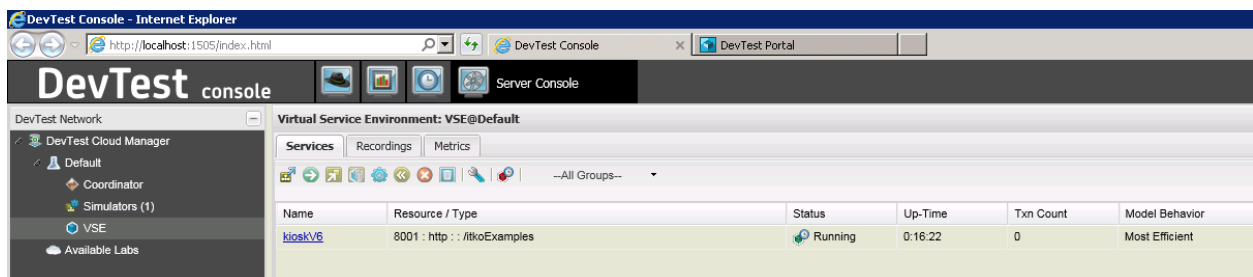 DevTest Console - Internet Explorer
http://localhost:1505/index.html
DevTest Console
DevTest Portal
DevTest console
Server Console
DevTest Network
Virtual Service Environment: VSE@Default
DevTest Cloud Manager
Services Recordings Metrics
Default
--All Groups--
Coordinator
Simulators (1)
Name Resource / Type Status Up-Time Txn Count Model Behavior
VSE
kioskV6 8001 : http : : /itkoExamples Running 0:16:22 0 Most Efficient
Available Labs